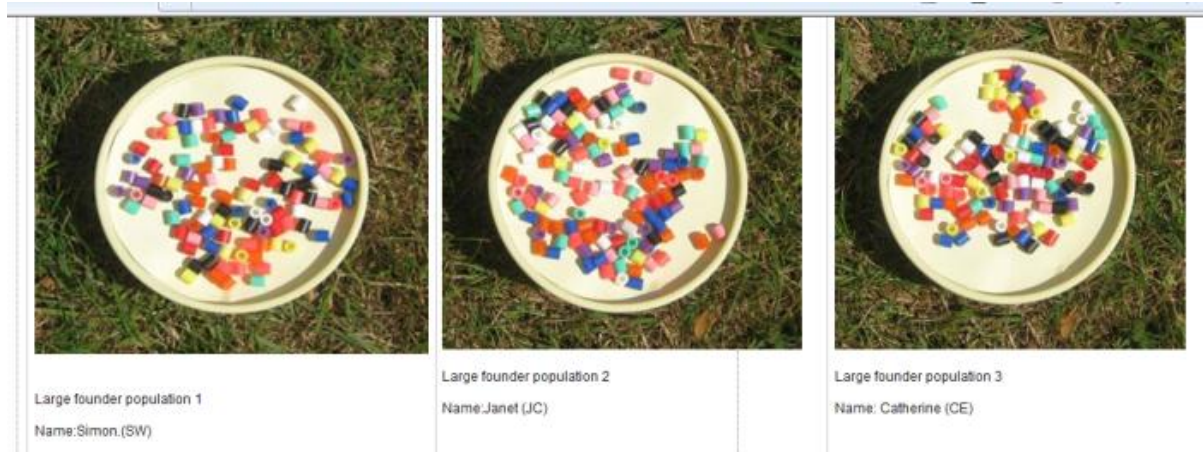 Large founder population 1
Name:Simon.(SW)
Large founder population 2
Name:Janet (JC)
Large founder population 3
Name: Catherine (CE)